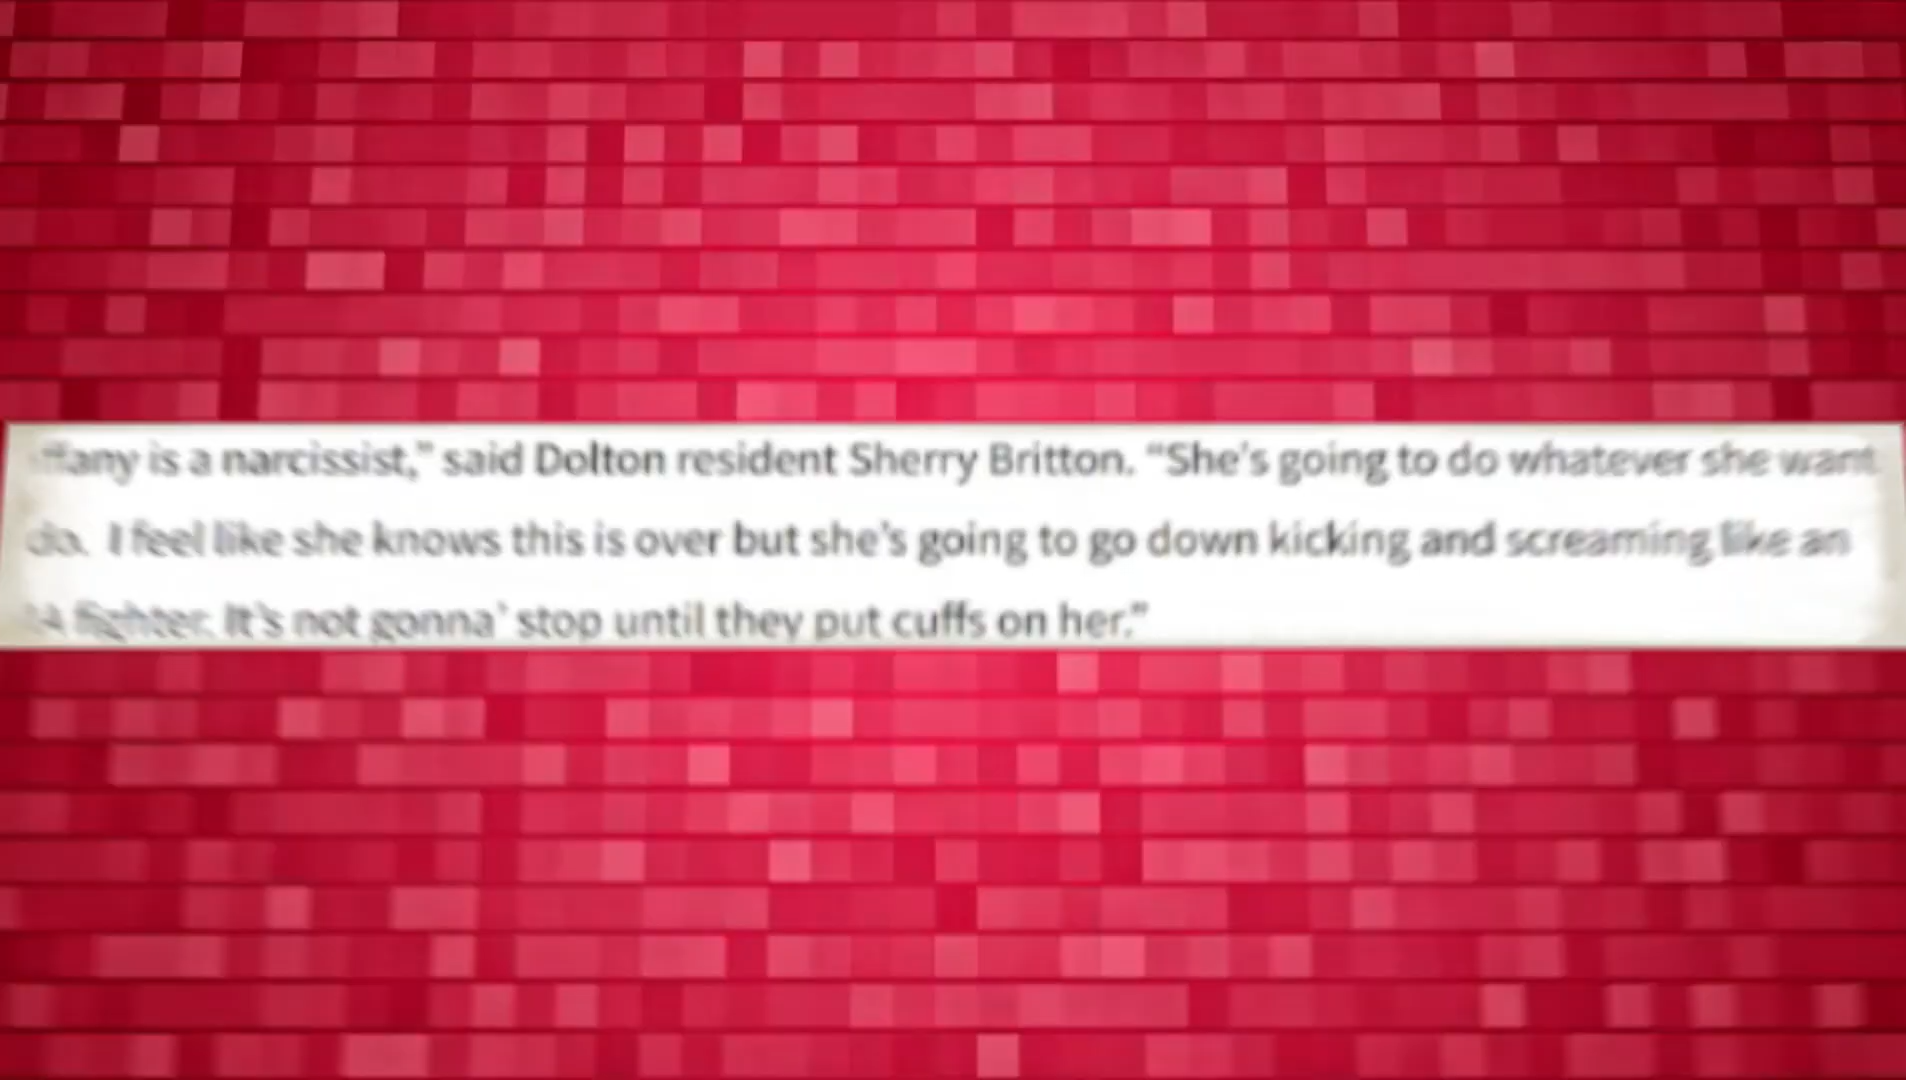 is a narcissist,” said Dolton resident Sherry Britton. “She’s going to do whatever she want
do. I feel like she knows this is over but she’s going to go down kicking and screaming like an
fighter. It’s not gonna’ stop until they put cuffs on her.”